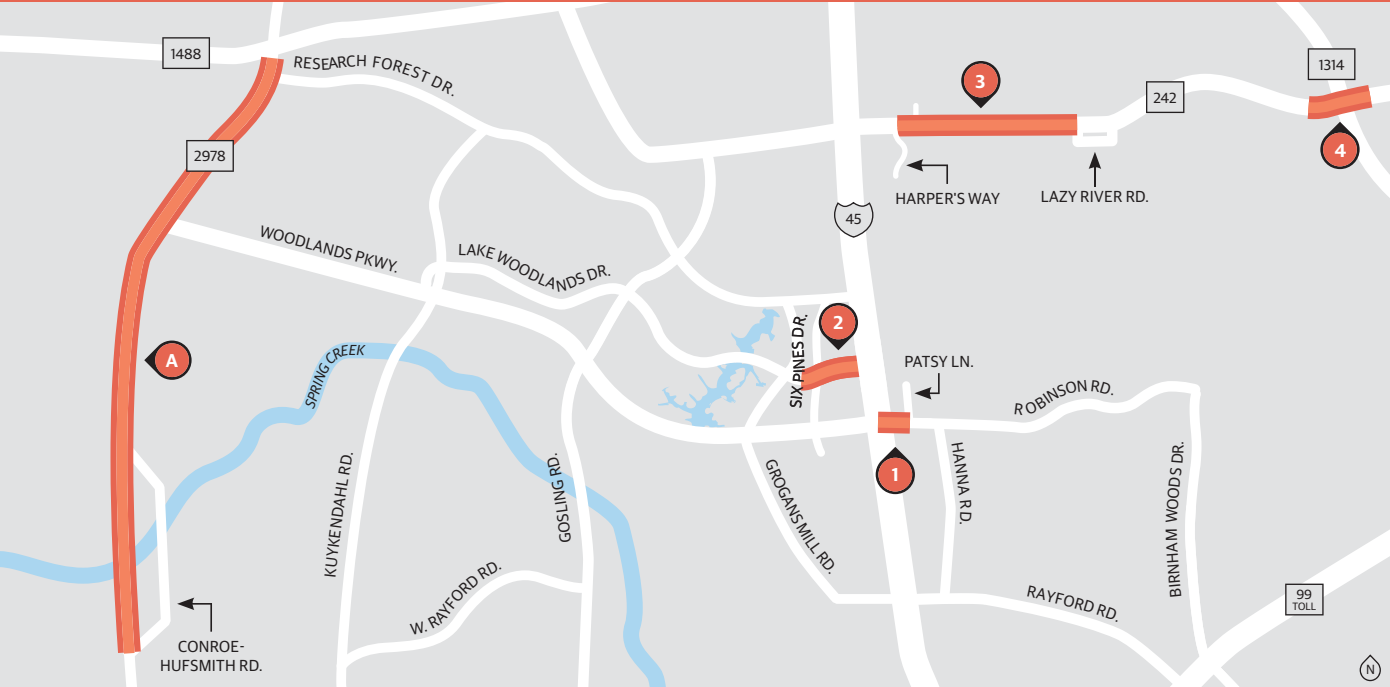 1488
RESEARCH FOREST DR.
3
1314
242
2978
4
HARPER'S WAY
LAZY RIVER RD.
45
WOODLANDS PKWY.
LAKE WOODLANDS DR.
2
SIX PINES DR.
A
SPRING CREEK
PATSY LN.
ROBINSON RD.
1
KUYKENDAHL RD.
GOSLING RD.
GROGANS MILL RD.
HANNA RD.
BIRNHAM WOODS DR.
W. RAYFORD RD.
RAYFORD RD.
99
TOLL
CONROE-
HUFSMITH RD.
N